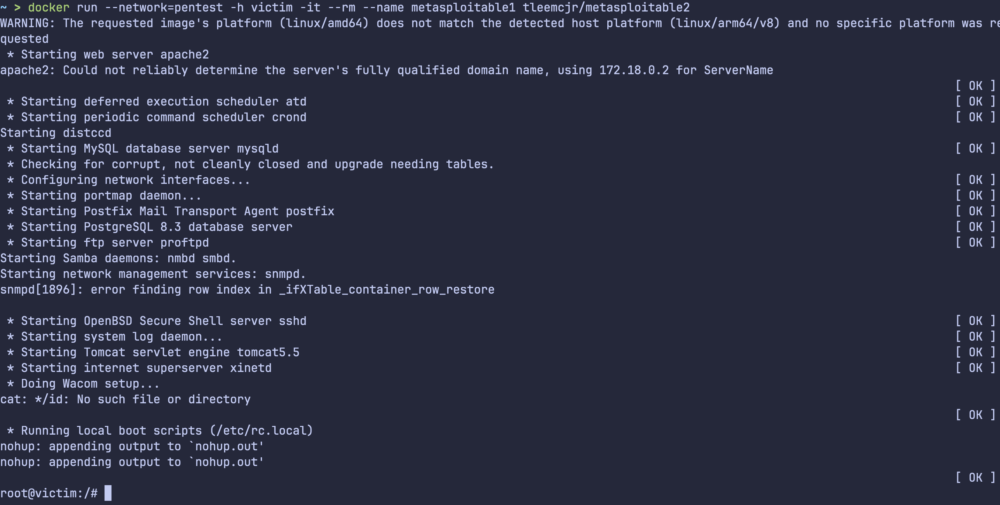 ~ > docker run --network=pentest -h victim -it --rm --name metasploitable1 tleemcjr/metasploitable2
WARNING: The requested image's platform (linux/amd64) does not match the detected host platform (linux/arm64/v8) and no specific platform was re
quested
 * Starting web server apache2
apache2: Could not reliably determine the server's fully qualified domain name, using 172.18.0.2 for ServerName
[ OK ]
 * Starting deferred execution scheduler atd [ OK ]
 * Starting periodic command scheduler crond [ OK ]
Starting distccd
 * Starting MySQL database server mysqld [ OK ]
 * Checking for corrupt, not cleanly closed and upgrade needing tables.
 * Configuring network interfaces... [ OK ]
 * Starting portmap daemon... [ OK ]
 * Starting Postfix Mail Transport Agent postfix [ OK ]
 * Starting PostgreSQL 8.3 database server [ OK ]
 * Starting ftp server proftpd [ OK ]
Starting Samba daemons: nmbd smbd.
Starting network management services: snmpd.
snmpd[1896]: error finding row index in _ifXTable_container_row_restore
 * Starting OpenBSD Secure Shell server sshd [ OK ]
 * Starting system log daemon... [ OK ]
 * Starting Tomcat servlet engine tomcat5.5 [ OK ]
 * Starting internet superserver xinetd [ OK ]
 * Doing Wacom setup...
cat: */id: No such file or directory
[ OK ]
 * Running local boot scripts (/etc/rc.local)
nohup: appending output to `nohup.out'
nohup: appending output to `nohup.out'
[ OK ]
root@victim:/#